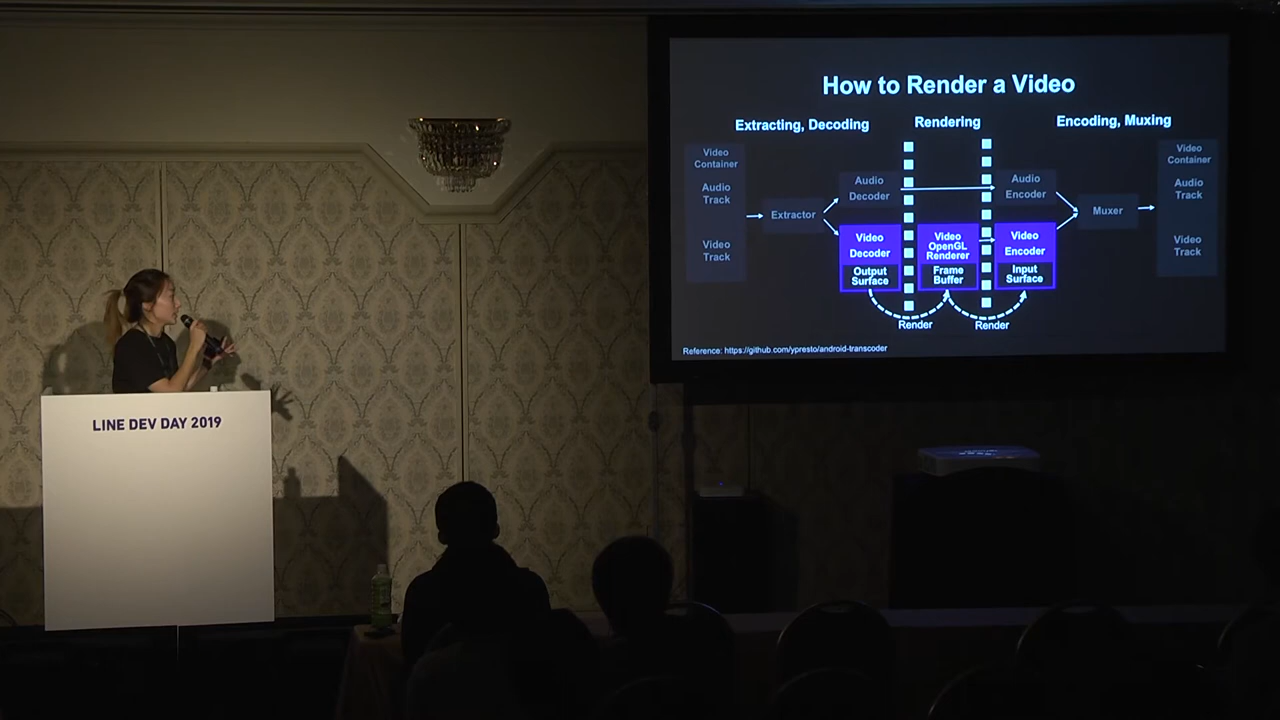 How to Render a Video
Extracting, Decoding
Rendering
Encoding, Muxing
Video
Container
Audio
Track
Video
Track
Extractor
Audio
Decoder
Video
Decoder
Output
Surface
Video
OpenGL
Renderer
Frame
Buffer
Audio
Encoder
Video
Encoder
Input
Surface
Muxer
Video
Container
Audio
Track
Video
Track
Render
Render
Reference: https://github.com/ypresto/android-transcoder
LINE DEV DAY 2019